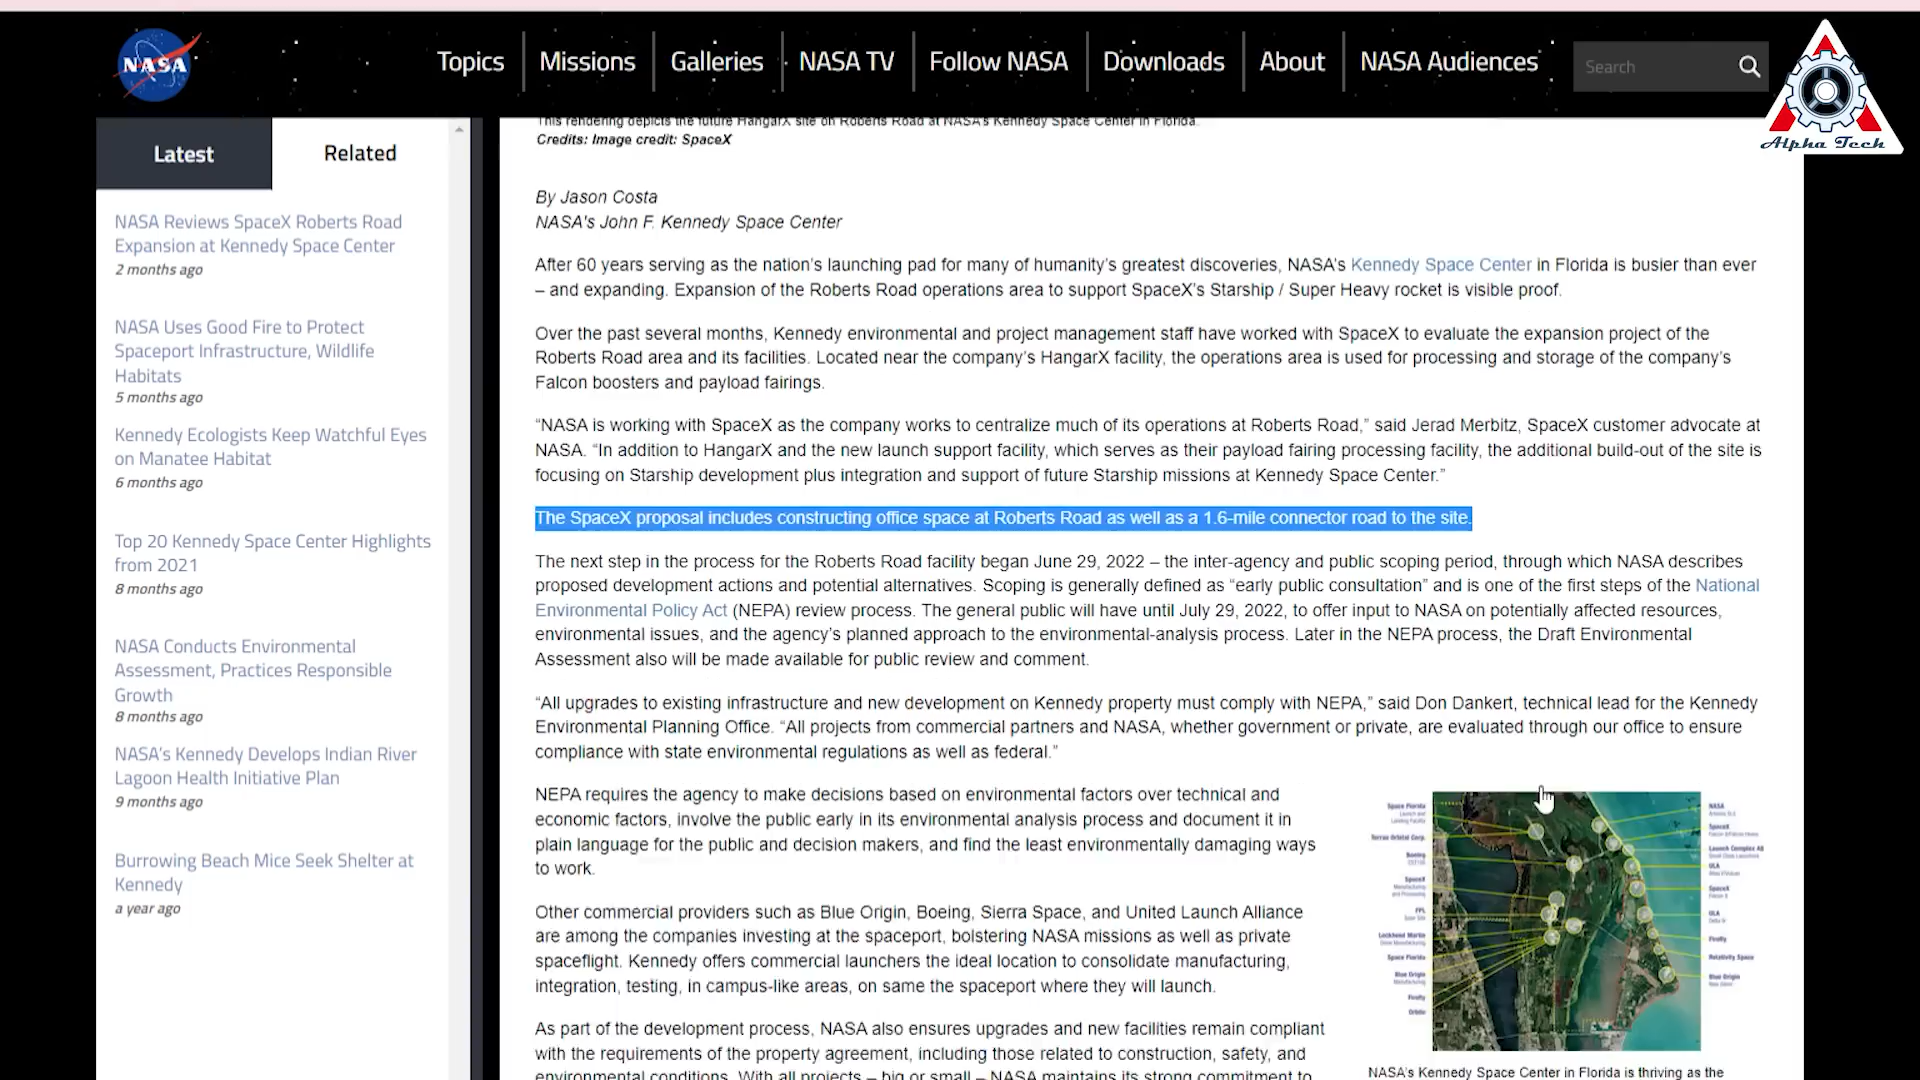 NASA
Topics
Missions
Galleries
NASA TV
Follow NASA
Downloads
About
NASA Audiences
Search
Alpha Tech
Latest
Related
NASA Reviews SpaceX Roberts Road
Expansion at Kennedy Space Center
2 months ago
NASA Uses Good Fire to Protect
Spaceport Infrastructure, Wildlife
Habitats
5 months ago
Kennedy Ecologists Keep Watchful Eyes
on Manatee Habitat
6 months ago
Top 20 Kennedy Space Center Highlights
from 2021
8 months ago
NASA Conducts Environmental
Assessment, Practices Responsible
Growth
8 months ago
NASA's Kennedy Develops Indian River
Lagoon Health Initiative Plan
9 months ago
Burrowing Beach Mice Seek Shelter at
Kennedy
a year ago
This rendering depicts the future HangarX site on Roberts Road at NASA's Kennedy Space Center in Florida.
Credits: Image credit: SpaceX
By Jason Costa
NASA's John F. Kennedy Space Center
After 60 years serving as the nation's launching pad for many of humanity's greatest discoveries, NASA's Kennedy Space Center in Florida is busier than ever
– and expanding. Expansion of the Roberts Road operations area to support SpaceX's Starship / Super Heavy rocket is visible proof.
Over the past several months, Kennedy environmental and project management staff have worked with SpaceX to evaluate the expansion project of the
Roberts Road area and its facilities. Located near the company's HangarX facility, the operations area is used for processing and storage of the company's
Falcon boosters and payload fairings.
“NASA is working with SpaceX as the company works to centralize much of its operations at Roberts Road,” said Jerad Merbitz, SpaceX customer advocate at
NASA. “In addition to HangarX and the new launch support facility, which serves as their payload fairing processing facility, the additional build-out of the site is
focusing on Starship development plus integration and support of future Starship missions at Kennedy Space Center.”
The SpaceX proposal includes constructing office space at Roberts Road as well as a 1.6-mile connector road to the site.
The next step in the process for the Roberts Road facility began June 29, 2022 – the inter-agency and public scoping period, through which NASA describes
proposed development actions and potential alternatives. Scoping is generally defined as “early public consultation” and is one of the first steps of the National
Environmental Policy Act (NEPA) review process. The general public will have until July 29, 2022, to offer input to NASA on potentially affected resources,
environmental issues, and the agency's planned approach to the environmental-analysis process. Later in the NEPA process, the Draft Environmental
Assessment also will be made available for public review and comment.
“All upgrades to existing infrastructure and new development on Kennedy property must comply with NEPA,” said Don Dankert, technical lead for the Kennedy
Environmental Planning Office. “All projects from commercial partners and NASA, whether government or private, are evaluated through our office to ensure
compliance with state environmental regulations as well as federal.”
NEPA requires the agency to make decisions based on environmental factors over technical and
economic factors, involve the public early in its environmental analysis process and document it in
plain language for the public and decision makers, and find the least environmentally damaging ways
to work.
Other commercial providers such as Blue Origin, Boeing, Sierra Space, and United Launch Alliance
are among the companies investing at the spaceport, bolstering NASA missions as well as private
spaceflight. Kennedy offers commercial launchers the ideal location to consolidate manufacturing,
integration, testing, in campus-like areas, on same the spaceport where they will launch.
As part of the development process, NASA also ensures upgrades and new facilities remain compliant
with the requirements of the property agreement, including those related to construction, safety, and
environmental conditions. With all projects – big or small – NASA maintains its strong commitment to
Space Florida
Boeing
SpaceX
FPL
Lockheed Martin
Space Florida
Blue Origin
Firefly
NASA
SpaceX
Launch Complex 48
ULA
SpaceX
ULA
Firefly
Relativity Space
Blue Origin
NASA's Kennedy Space Center in Florida is thriving as the